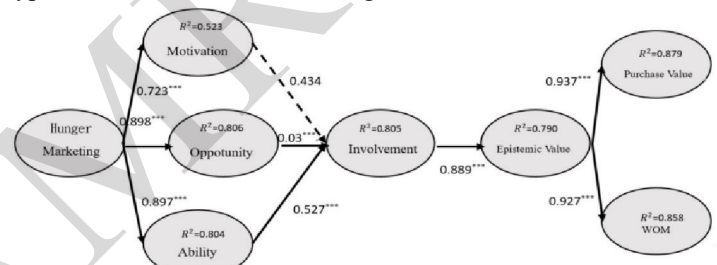 R²=0.523
Motivation
R²=0.879
Purchase Value
0.434
0.937***
0.723***
0.898***
Hunger
Marketing
R²=0.806
Oppotunity
0.03***
R²=0.805
Involvement
R²=0.790
Epistemic Value
0.889***
0.897***
0.527***
0.927***
R²=0.804
Ability
R²=0.858
WOM